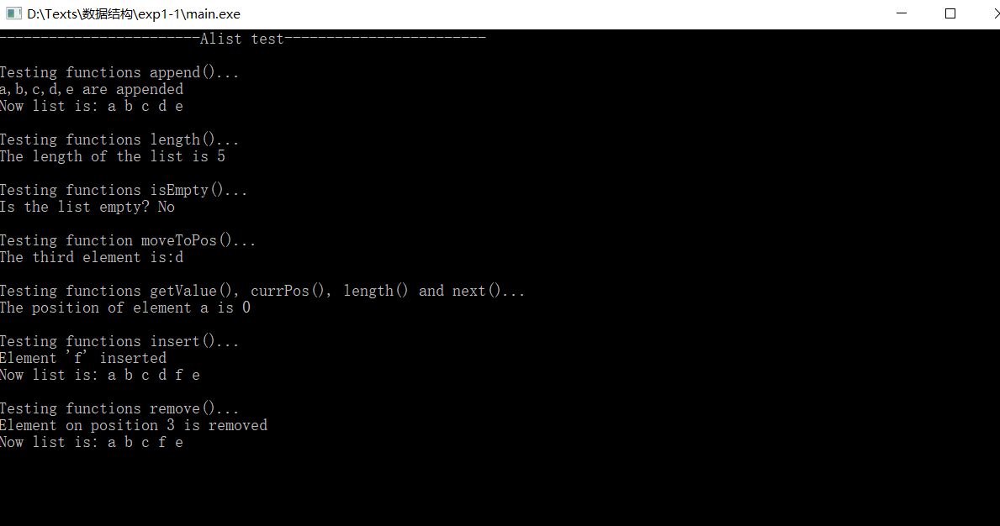 D:\Texts\数据结构\exp1-1\main.exe
------------------------Alist test------------------------
Testing functions append()...
a,b,c,d,e are appended
Now list is: a b c d e
Testing functions length()...
The length of the list is 5
Testing functions isEmpty()...
Is the list empty? No
Testing function moveToPos()...
The third element is:d
Testing functions getValue(), currPos(), length() and next()...
The position of element a is 0
Testing functions insert()...
Element 'f' inserted
Now list is: a b c d f e
Testing functions remove()...
Element on position 3 is removed
Now list is: a b c f e